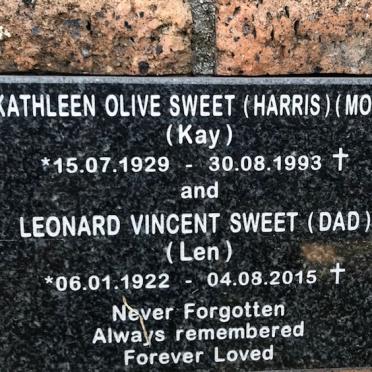 KATHLEEN OLIVE SWEET (HARRIS) (MO
(Kay)
*15.07.1929 - 30.08.1993 †
and
LEONARD VINCENT SWEET (DAD)
(Len)
*06.01.1922 - 04.08.2015 †
Never Forgotten
Always remembered
Forever Loved